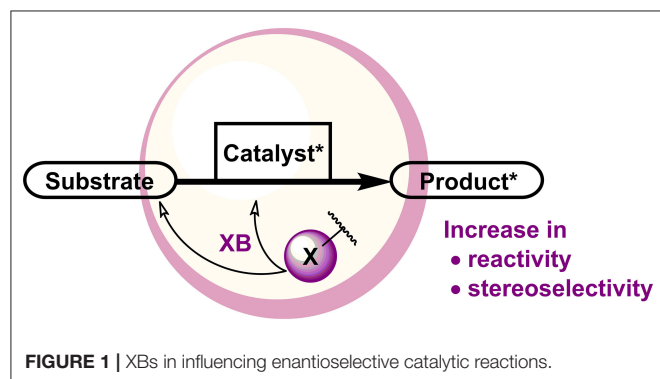 Catalyst*
Substrate
Product*
XB
X
Increase in
• reactivity
• stereoselectivity
FIGURE 1 | XBs in influencing enantioselective catalytic reactions.